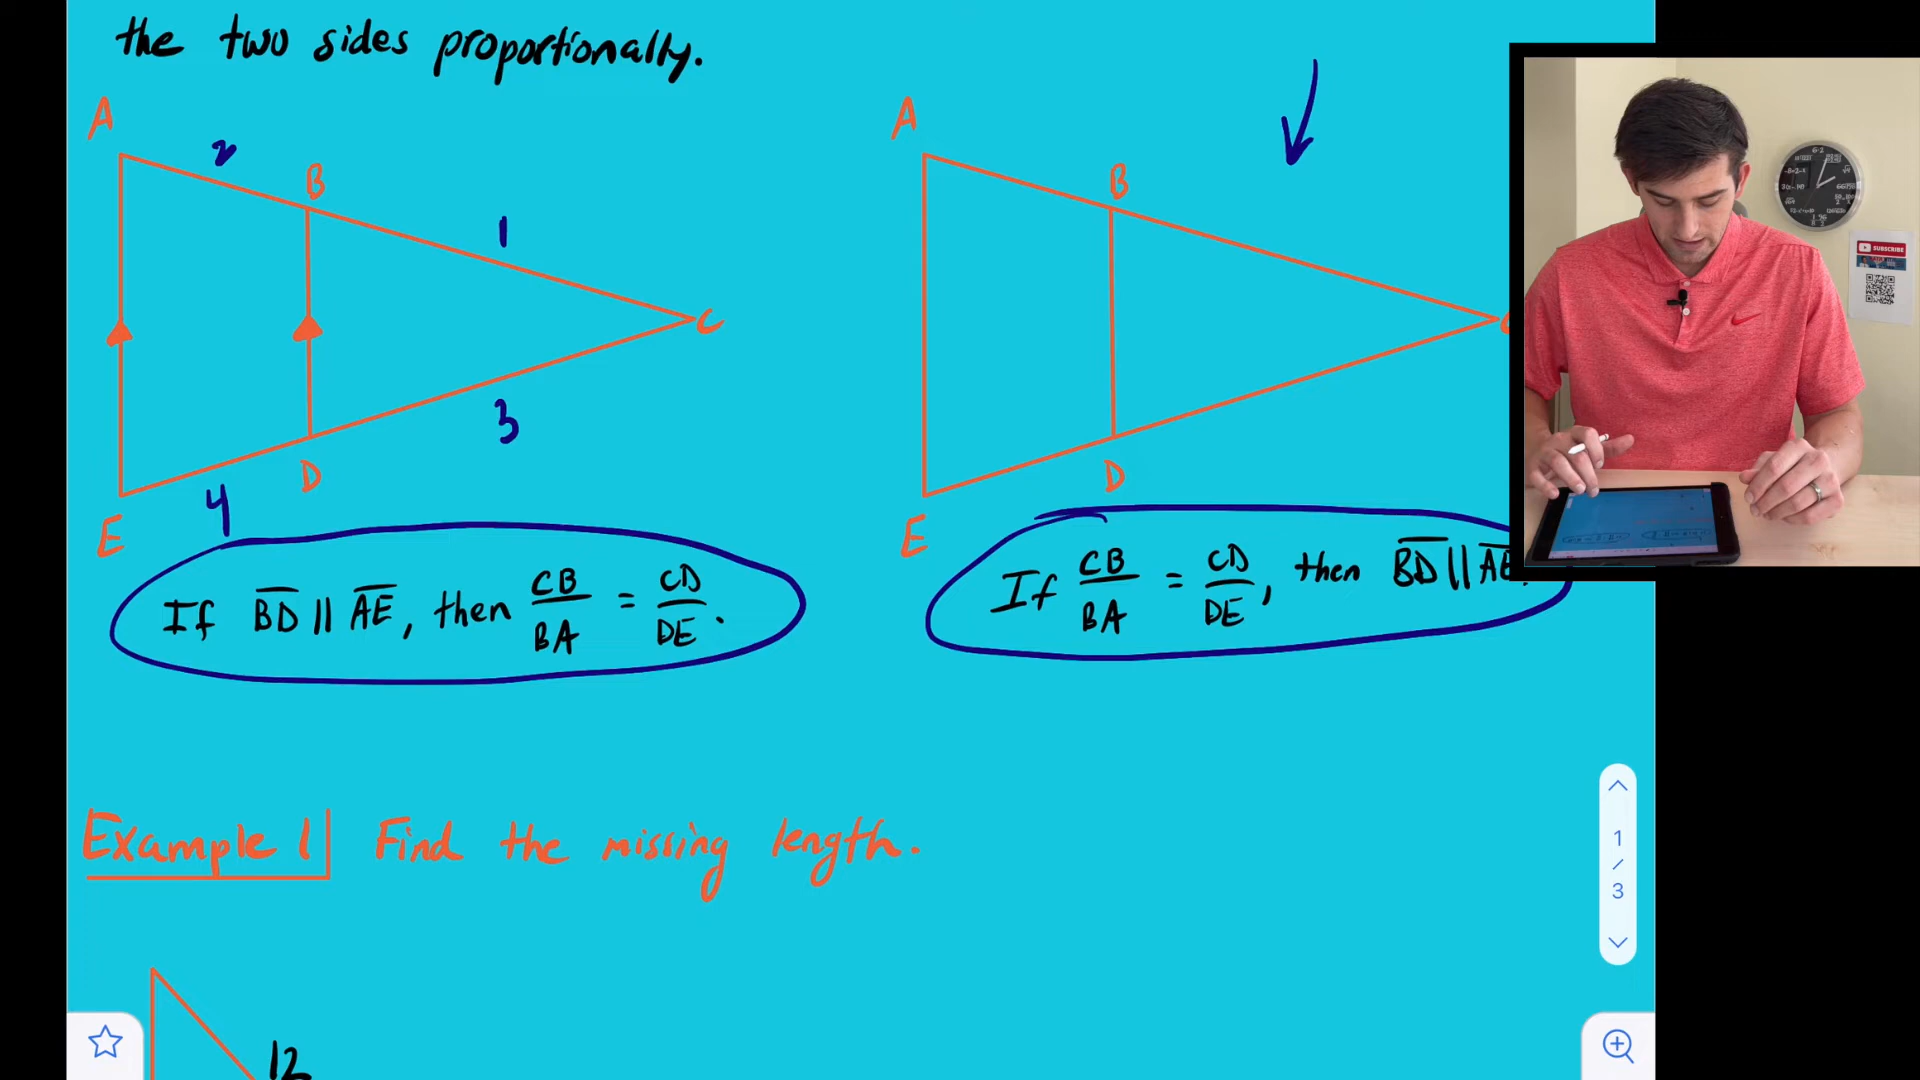 the two sides proportionally.
A
2
B
1
C
3
D
4
E
A
B
D
E
If BD || AE, then CB/BA = CD/DE.
If CB/BA = CD/DE, then BD || AE.
Example 1 Find the missing length.
12
1
/
3
SUBSCRIBE